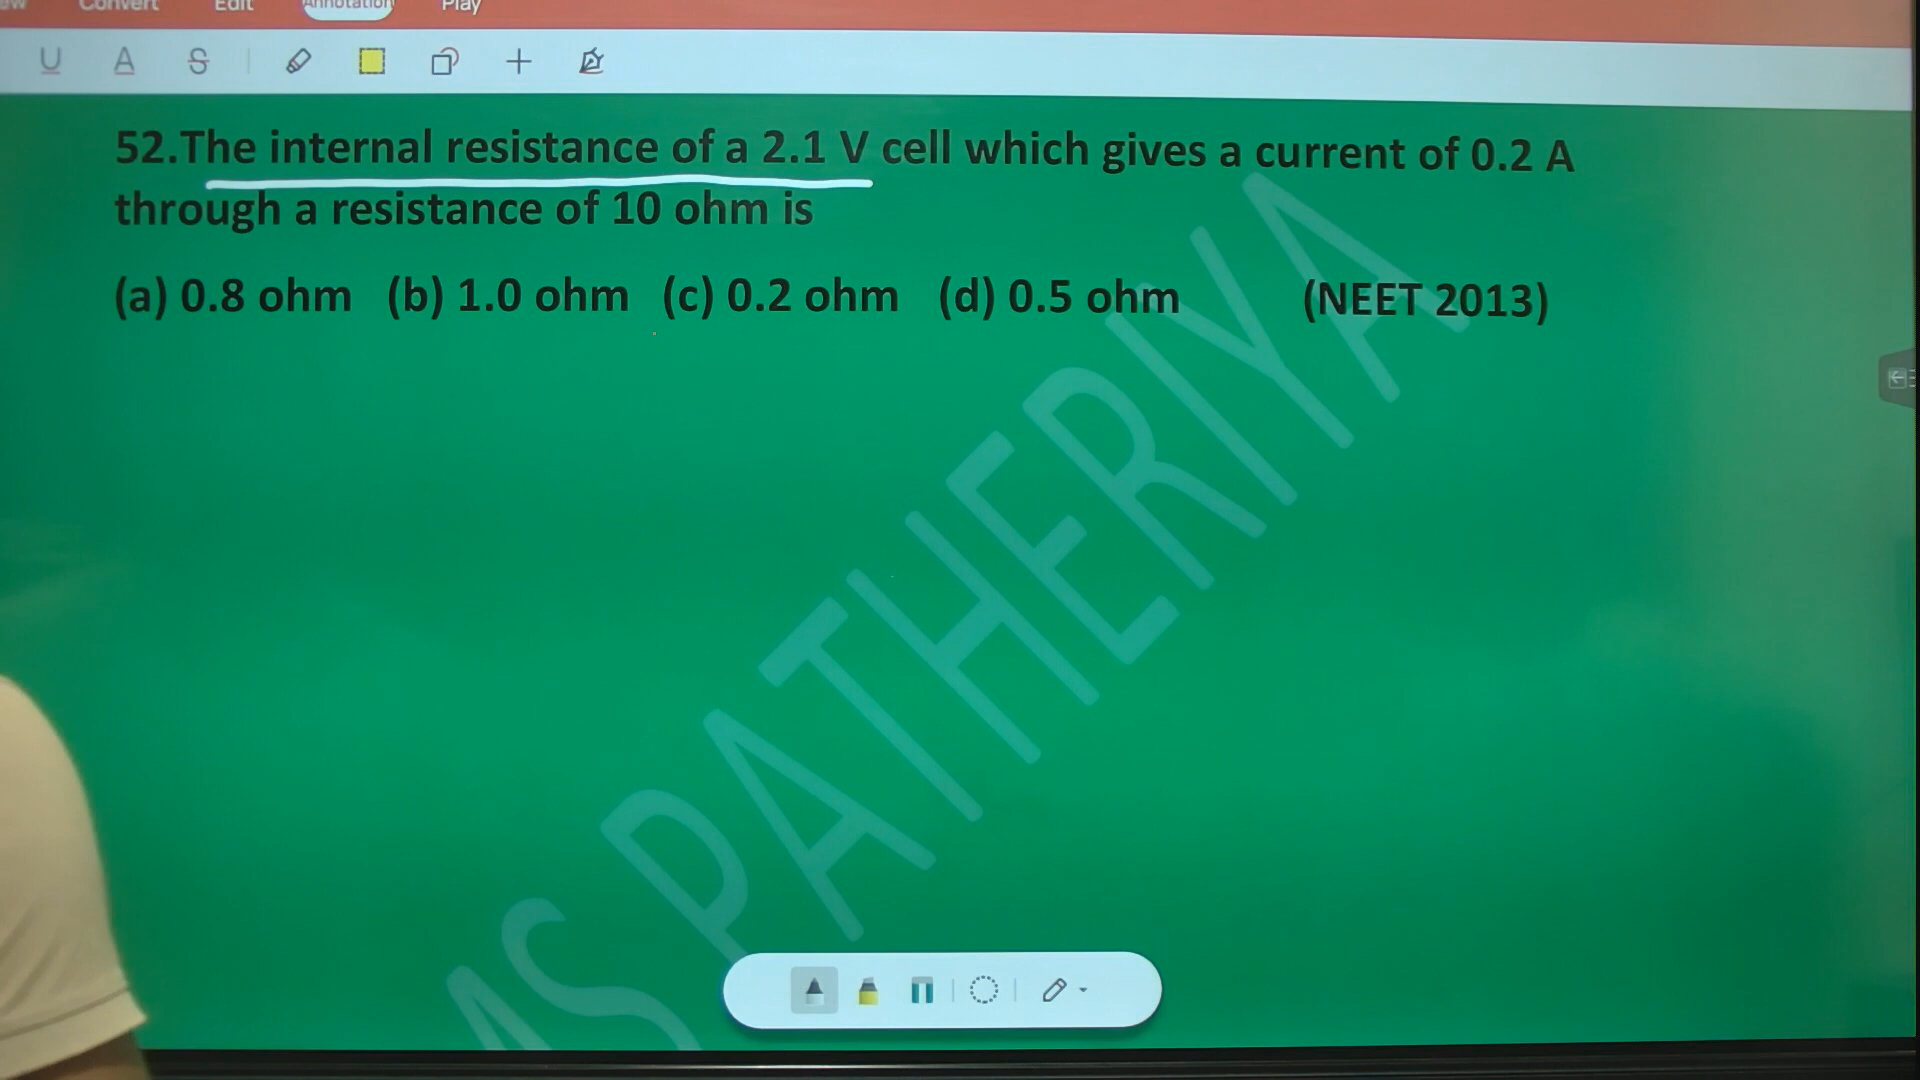 Convert Edit Annotation Play
U A S
52.The internal resistance of a 2.1 V cell which gives a current of 0.2 A
through a resistance of 10 ohm is
(a) 0.8 ohm (b) 1.0 ohm (c) 0.2 ohm (d) 0.5 ohm (NEET 2013)
MS PATHERIYA